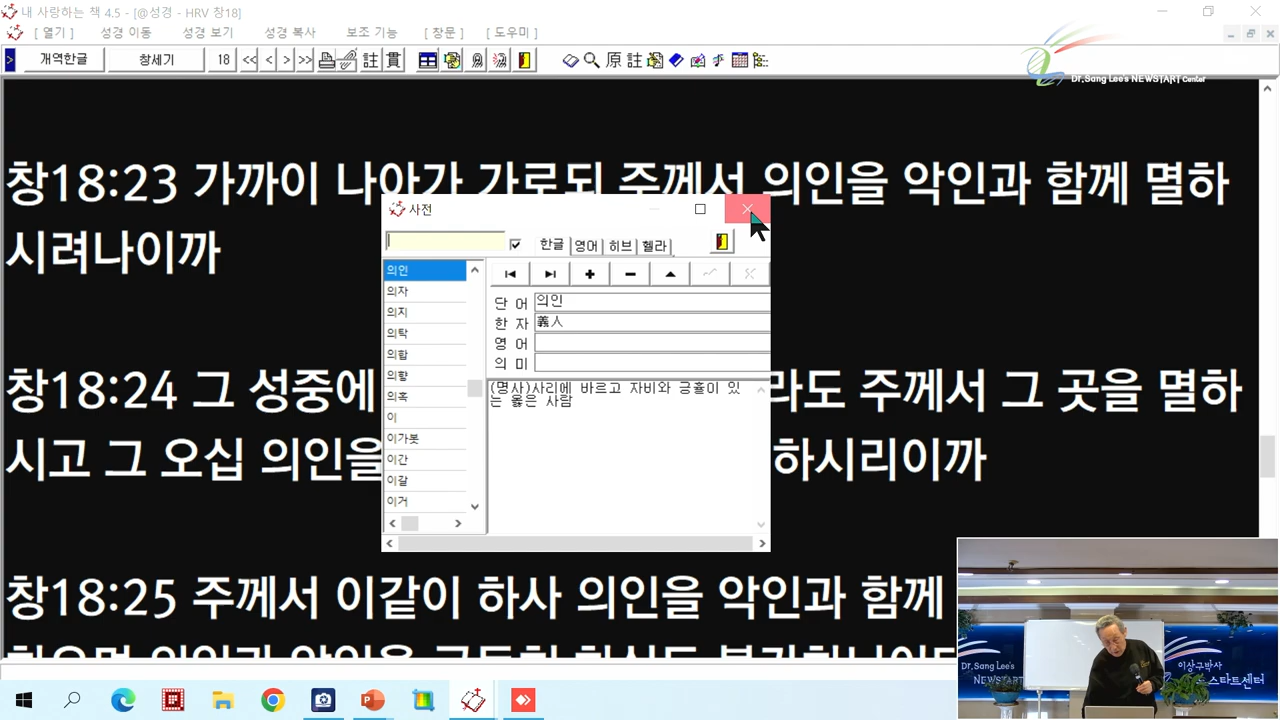 내 사랑하는 책 4.5 - [@성경 - HRV 창18]
[ 열기 ] 성경 이동 성경 보기 성경 복사 보조 기능 [ 창문 ] [ 도우미 ]
개역한글 창세기 18 << < > >> 註 貫 原 註
Dr.Sang Lee's NEWSTART Center
창18:23 가까이 나아가 가로되 주께서 의인을 악인과 함께 멸하
시려나이까
창18:24 그 성중에 라도 주께서 그 곳을 멸하
시고 그 오십 의인을 하시리이까
창18:25 주께서 이같이 하사 의인을 악인과 함께
사전
한글 영어 히브 헬라
의인
의자
의지
의탁
의합
의향
의혹
이
이가봇
이간
이갈
이거
단 어 의인
한 자 義人
영 어
의 미
(명사)사리에 바르고 자비와 긍휼이 있
는 옳은 사람
Dr.Sang Lee's
NEWSTART
이상구박사
스타트센터